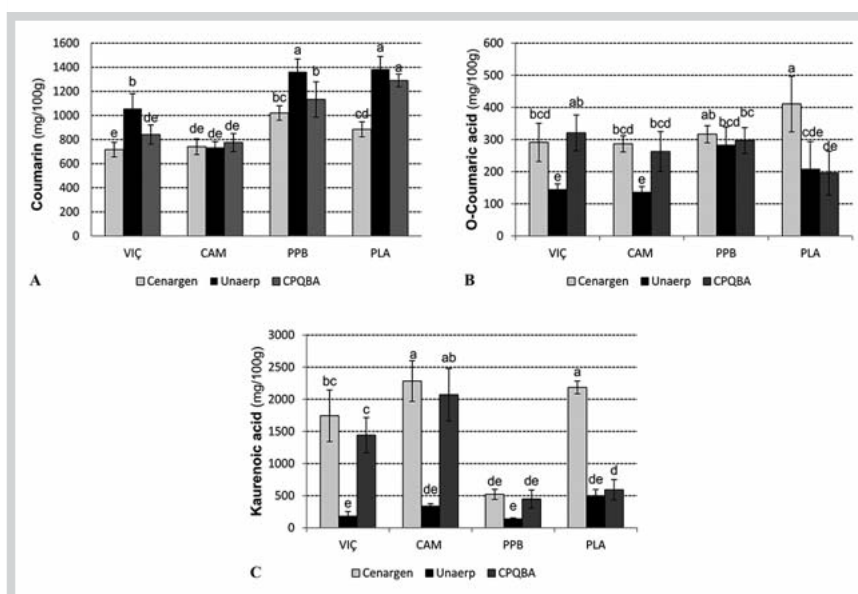 Coumarin (mg/100g)
1600
1400
1200
1000
800
600
400
200
0
e b de
de de de
bc a b
cd a a
VIÇ CAM PPB PLA
Cenargen Unaerp CPQBA
A
O-Coumaric acid (mg/100g)
600
500
400
300
200
100
0
bcd e ab
bcd e bcd
ab bcd bc
a cde de
VIÇ CAM PPB PLA
Cenargen Unaerp CPQBA
B
Kaurenoic acid (mg/100g)
3000
2500
2000
1500
1000
500
0
bc e c
a de ab
de e de
a de d
VIÇ CAM PPB PLA
Cenargen Unaerp CPQBA
C